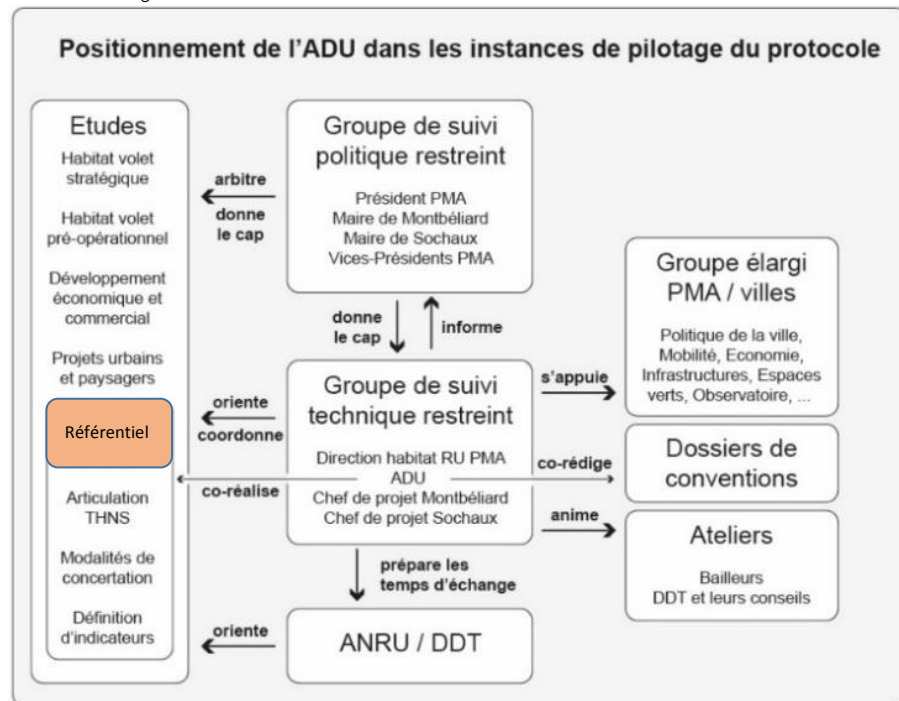 Positionnement de l'ADU dans les instances de pilotage du protocole
Etudes
Habitat volet
stratégique
Habitat volet
pré-opérationnel
Développement
économique et
commercial
Projets urbains
et paysagers
Référentiel
Articulation
THNS
Modalités de
concertation
Définition
d'indicateurs
arbitre
donne
le cap
Groupe de suivi
politique restreint
Président PMA
Maire de Montbéliard
Maire de Sochaux
Vices-Présidents PMA
donne
le cap
informe
oriente
coordonne
co-réalise
Groupe de suivi
technique restreint
Direction habitat RU PMA
ADU
Chef de projet Montbéliard
Chef de projet Sochaux
s'appuie
co-rédige
anime
Groupe élargi
PMA / villes
Politique de la ville,
Mobilité, Economie,
Infrastructures, Espaces
verts, Observatoire, ...
Dossiers de
conventions
Ateliers
Bailleurs
DDT et leurs conseils
prépare les
temps d'échange
oriente
ANRU / DDT